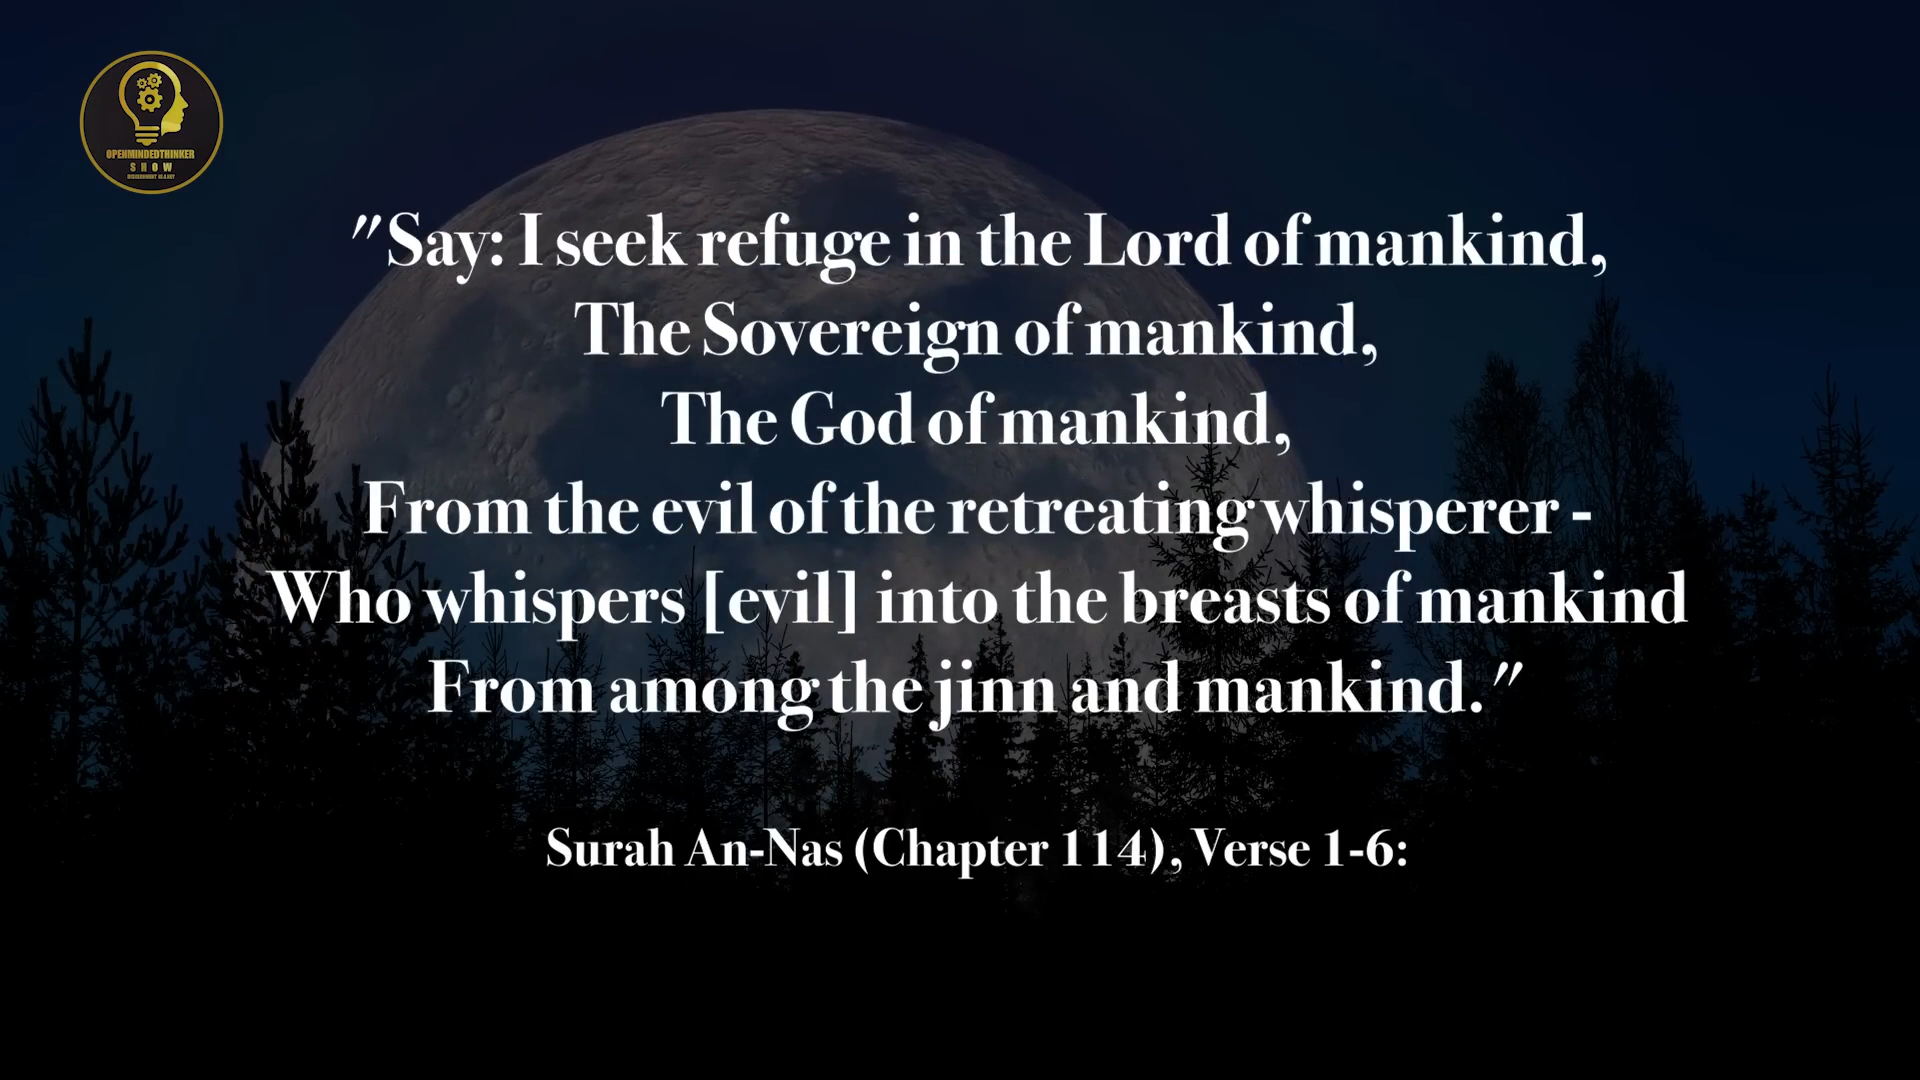 OPENMINDEDTHINKER
SHOW
"Say: I seek refuge in the Lord of mankind,
The Sovereign of mankind,
The God of mankind,
From the evil of the retreating whisperer -
Who whispers [evil] into the breasts of mankind
From among the jinn and mankind."
Surah An-Nas (Chapter 114), Verse 1-6: